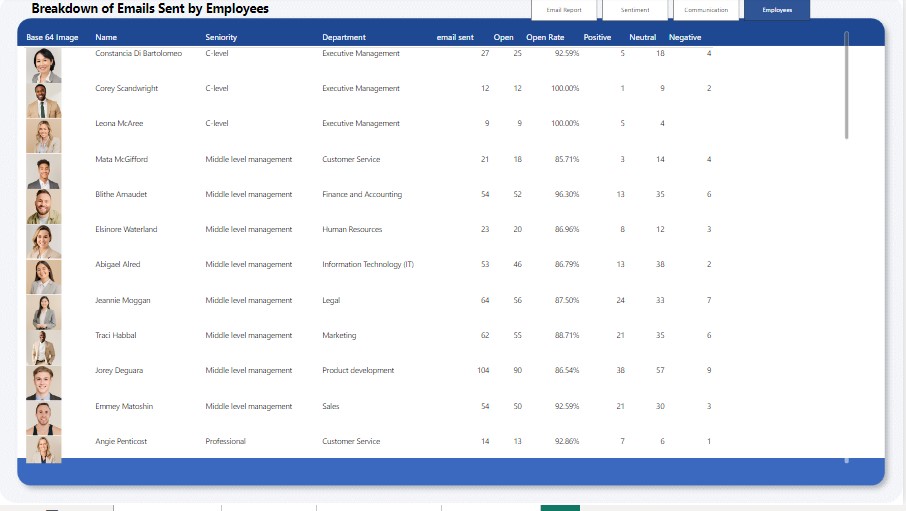 Breakdown of Emails Sent by Employees
Email Report Sentiment Communication Employees
Base 64 Image Name Seniority Department email sent Open Open Rate Positive Neutral Negative
Constancia Di Bartolomeo C-level Executive Management 27 25 92.59% 5 18 4
Corey Scandwright C-level Executive Management 12 12 100.00% 1 9 2
Leona McAree C-level Executive Management 9 9 100.00% 5 4
Mata McGifford Middle level management Customer Service 21 18 85.71% 3 14 4
Blithe Arnaudet Middle level management Finance and Accounting 54 52 96.30% 13 35 6
Elsinore Waterland Middle level management Human Resources 23 20 86.96% 8 12 3
Abigael Alred Middle level management Information Technology (IT) 53 46 86.79% 13 38 2
Jeannie Moggan Middle level management Legal 64 56 87.50% 24 33 7
Traci Habbal Middle level management Marketing 62 55 88.71% 21 35 6
Jorey Deguara Middle level management Product development 104 90 86.54% 38 57 9
Emmey Matoshin Middle level management Sales 54 50 92.59% 21 30 3
Angie Penticost Professional Customer Service 14 13 92.86% 7 6 1